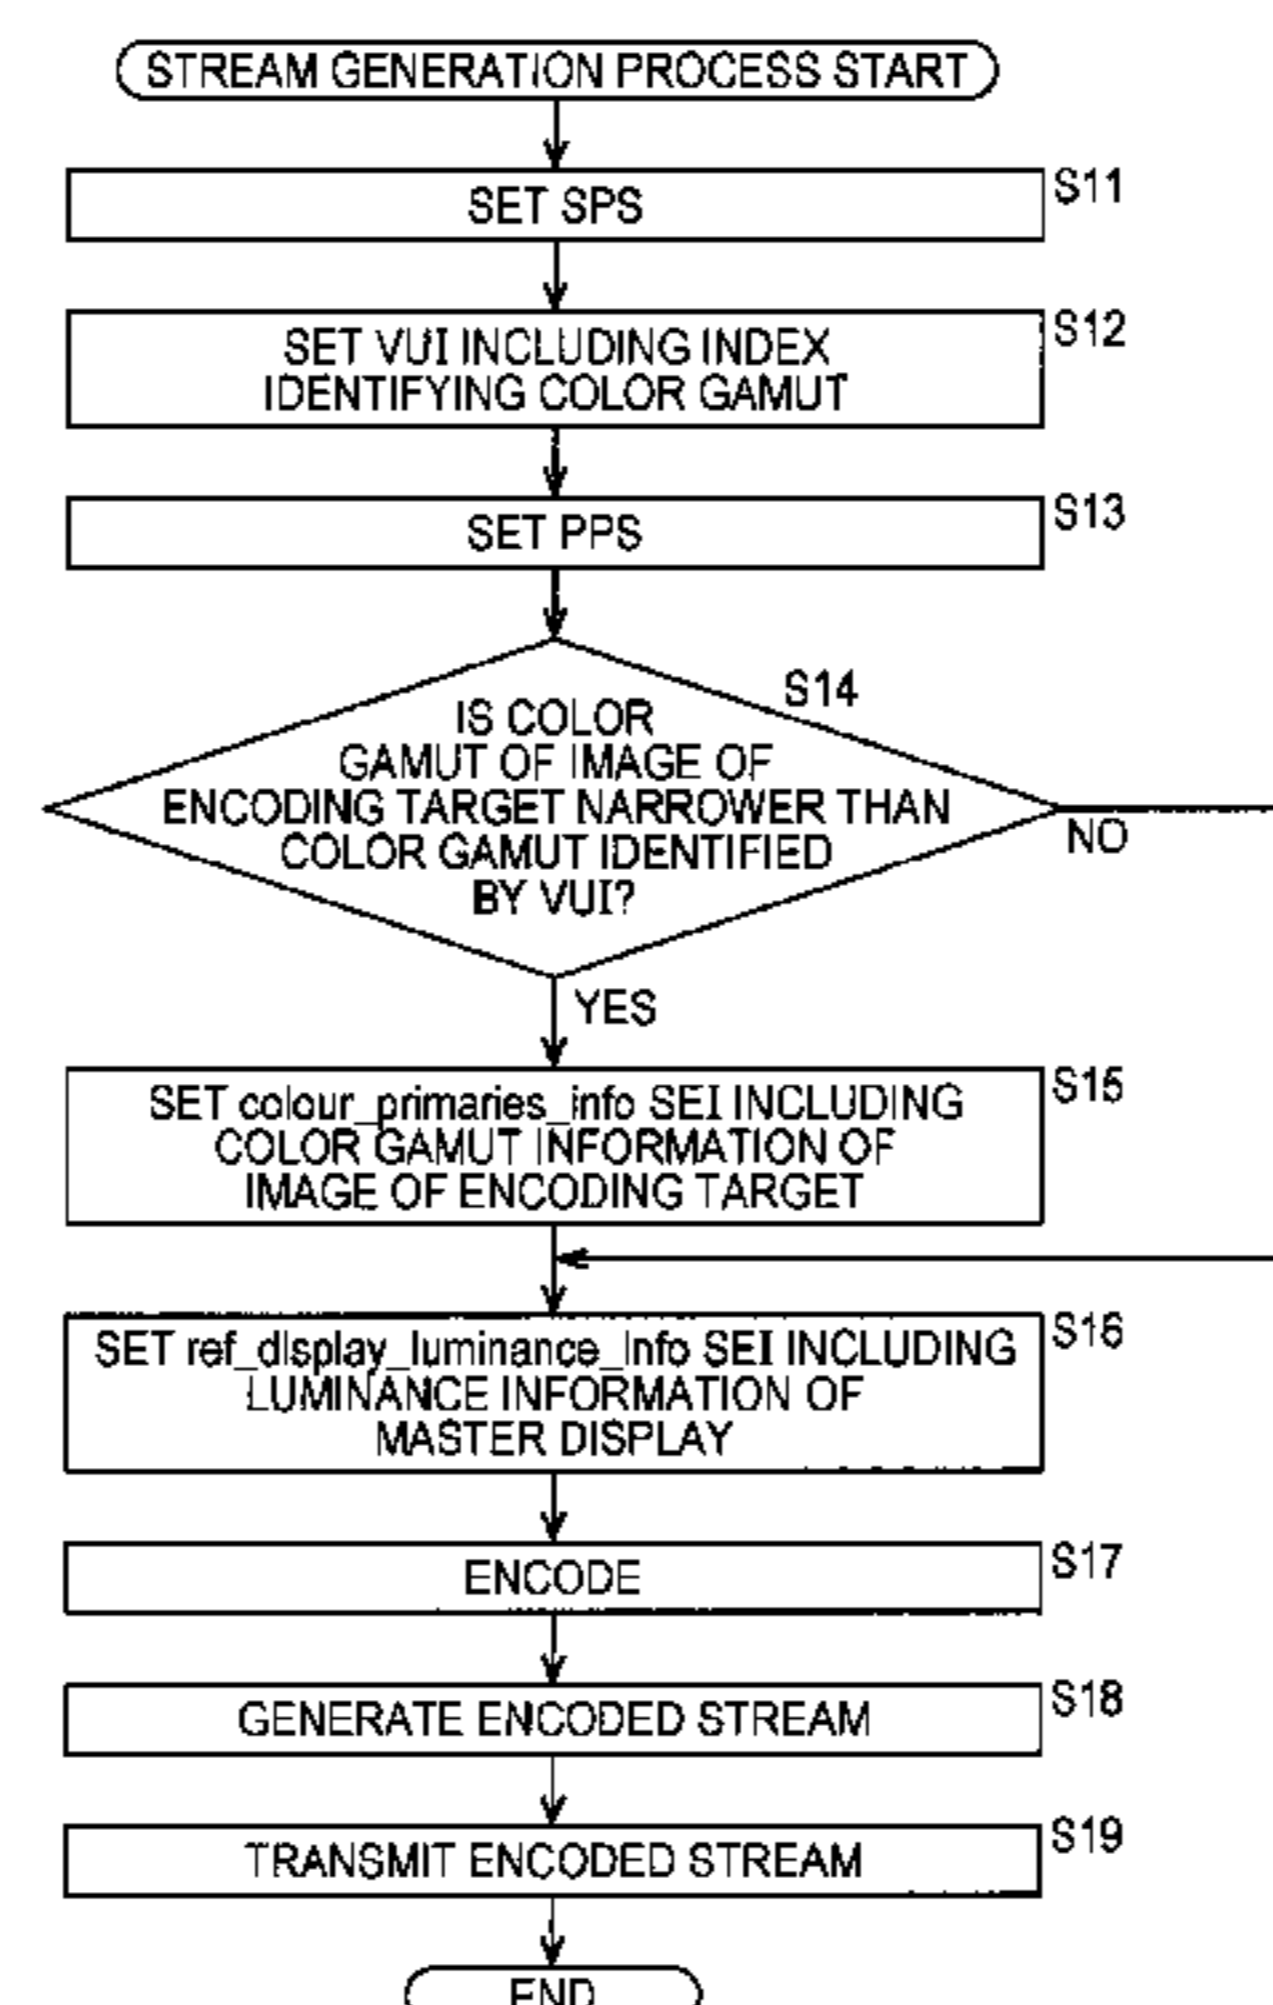 STREAM GENERATION PROCESS START
SET SPS
S11
SET VUI INCLUDING INDEX
IDENTIFYING COLOR GAMUT
S12
SET PPS
S13
S14
IS COLOR
GAMUT OF IMAGE OF
ENCODING TARGET NARROWER THAN
COLOR GAMUT IDENTIFIED
BY VUI?
NO
YES
SET colour_primaries_info SEI INCLUDING
COLOR GAMUT INFORMATION OF
IMAGE OF ENCODING TARGET
S15
SET ref_display_luminance_info SEI INCLUDING
LUMINANCE INFORMATION OF
MASTER DISPLAY
S16
ENCODE
S17
GENERATE ENCODED STREAM
S18
TRANSMIT ENCODED STREAM
S19
END